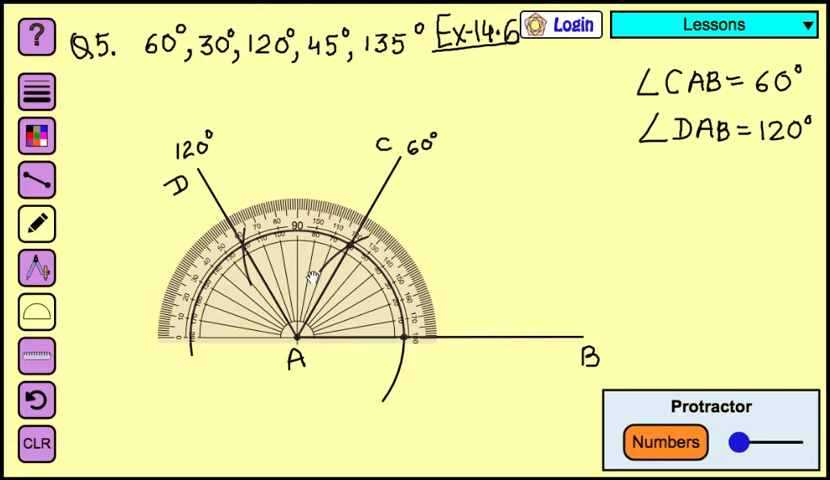 ?
Q5. 60°, 30°, 120°, 45°, 135° Ex-14.6
Login
Lessons
∠CAB = 60°
∠DAB = 120°
120°
D
C 60°
90
A
B
CLR
Protractor
Numbers